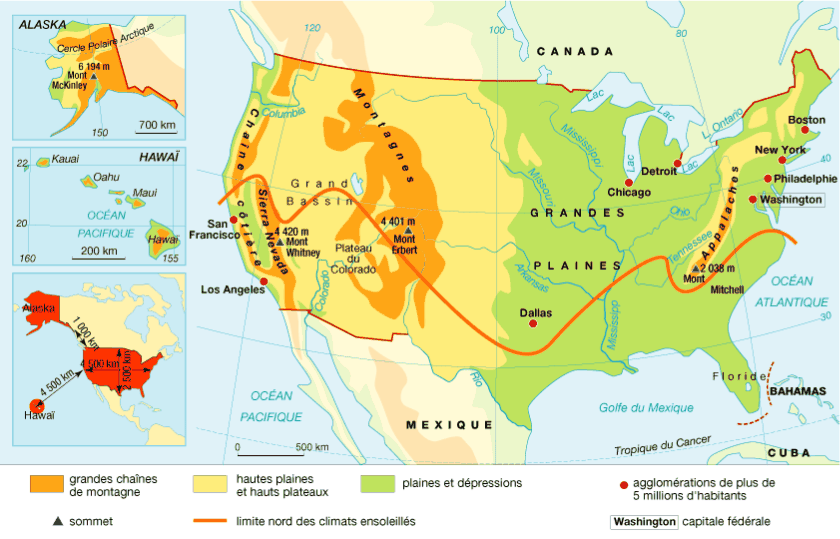 ALASKA
Cercle Polaire Arctique
6 194 m
Mont
McKinley
150
700 km
22
Kauai
HAWAÏ
Oahu
Maui
OCÉAN
PACIFIQUE
20
200 km
Hawaï
160
155
Alaska
1 000 km
4 500 km
2 500 km
4 500 km
Hawaï
120
100
80
CANADA
Columbia
Montagnes
Chaîne côtière
Sierra Nevada
Grand
Bassin
Missouri
Mississippi
Lac
Lac
Lac
Lac
L. Ontario
Boston
New York
40
Detroit
Philadelphie
Chicago
Washington
Appalaches
Ohio
GRANDES
PLAINES
San
Francisco
4 420 m
Mont
Whitney
4 401 m
Mont
Erbert
Plateau
du
Colorado
Colorado
Los Angeles
Arkansas
Tennessee
2 038 m
Mont
Mitchell
OCÉAN
ATLANTIQUE
Dallas
Mississippi
30
Rio
Floride
BAHAMAS
OCÉAN
PACIFIQUE
Golfe du Mexique
MEXIQUE
0
500 km
Tropique du Cancer
CUBA
grandes chaînes
de montagne
hautes plaines
et hauts plateaux
plaines et dépressions
agglomérations de plus de
5 millions d'habitants
sommet
limite nord des climats ensoleillés
Washington capitale fédérale